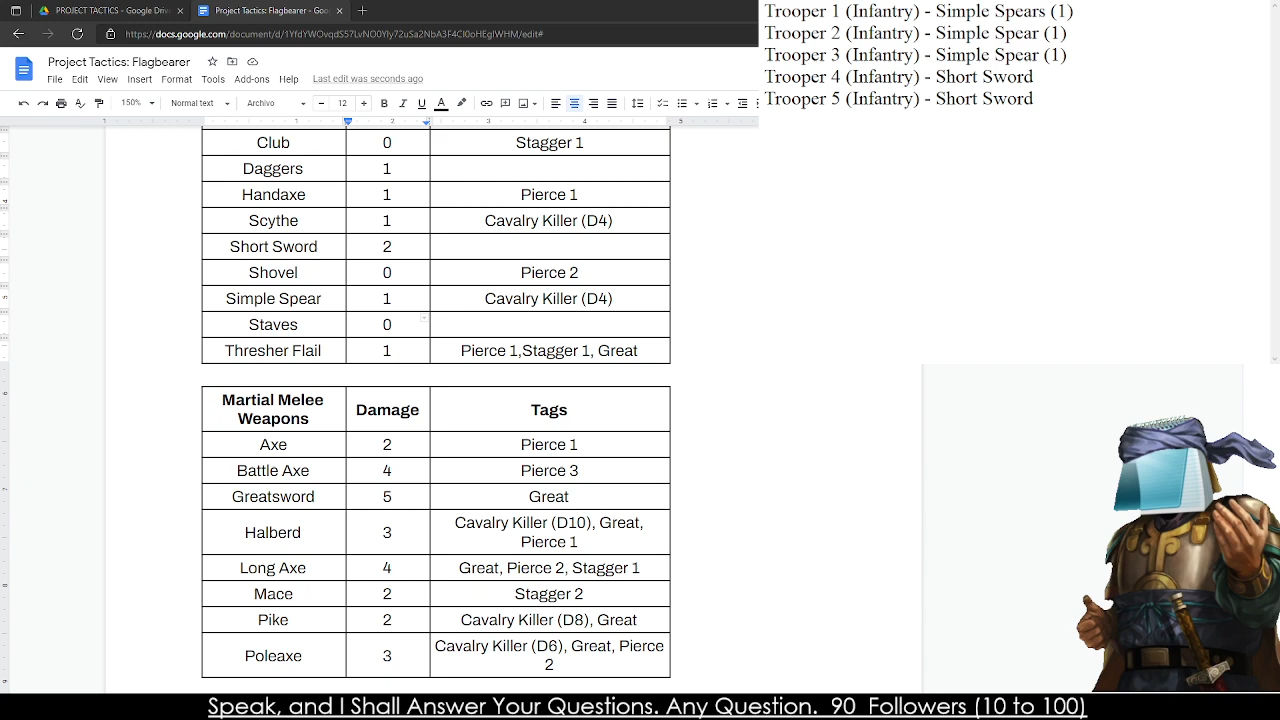 PROJECT TACTICS - Google Drive
Project Tactics: Flagbearer - Goo
https://docs.google.com/document/d/1YfdYWOvqdS57LvNO0Yly72uSa2NbA3F4Cl0oHEgIWHM/edit#
Project Tactics: Flagbearer
File Edit View Insert Format Tools Add-ons Help Last edit was seconds ago
150% Normal text Archivo 12 B I U A
1 1 2 3 4 5
Club 0 Stagger 1
Daggers 1
Handaxe 1 Pierce 1
Scythe 1 Cavalry Killer (D4)
Short Sword 2
Shovel 0 Pierce 2
Simple Spear 1 Cavalry Killer (D4)
Staves 0
Thresher Flail 1 Pierce 1,Stagger 1, Great
Martial Melee
Weapons Damage Tags
Axe 2 Pierce 1
Battle Axe 4 Pierce 3
Greatsword 5 Great
Halberd 3 Cavalry Killer (D10), Great,
Pierce 1
Long Axe 4 Great, Pierce 2, Stagger 1
Mace 2 Stagger 2
Pike 2 Cavalry Killer (D8), Great
Poleaxe 3 Cavalry Killer (D6), Great, Pierce
2
Trooper 1 (Infantry) - Simple Spears (1)
Trooper 2 (Infantry) - Simple Spear (1)
Trooper 3 (Infantry) - Simple Spear (1)
Trooper 4 (Infantry) - Short Sword
Trooper 5 (Infantry) - Short Sword
Speak, and I Shall Answer Your Questions. Any Question. 90 Followers (10 to 100)